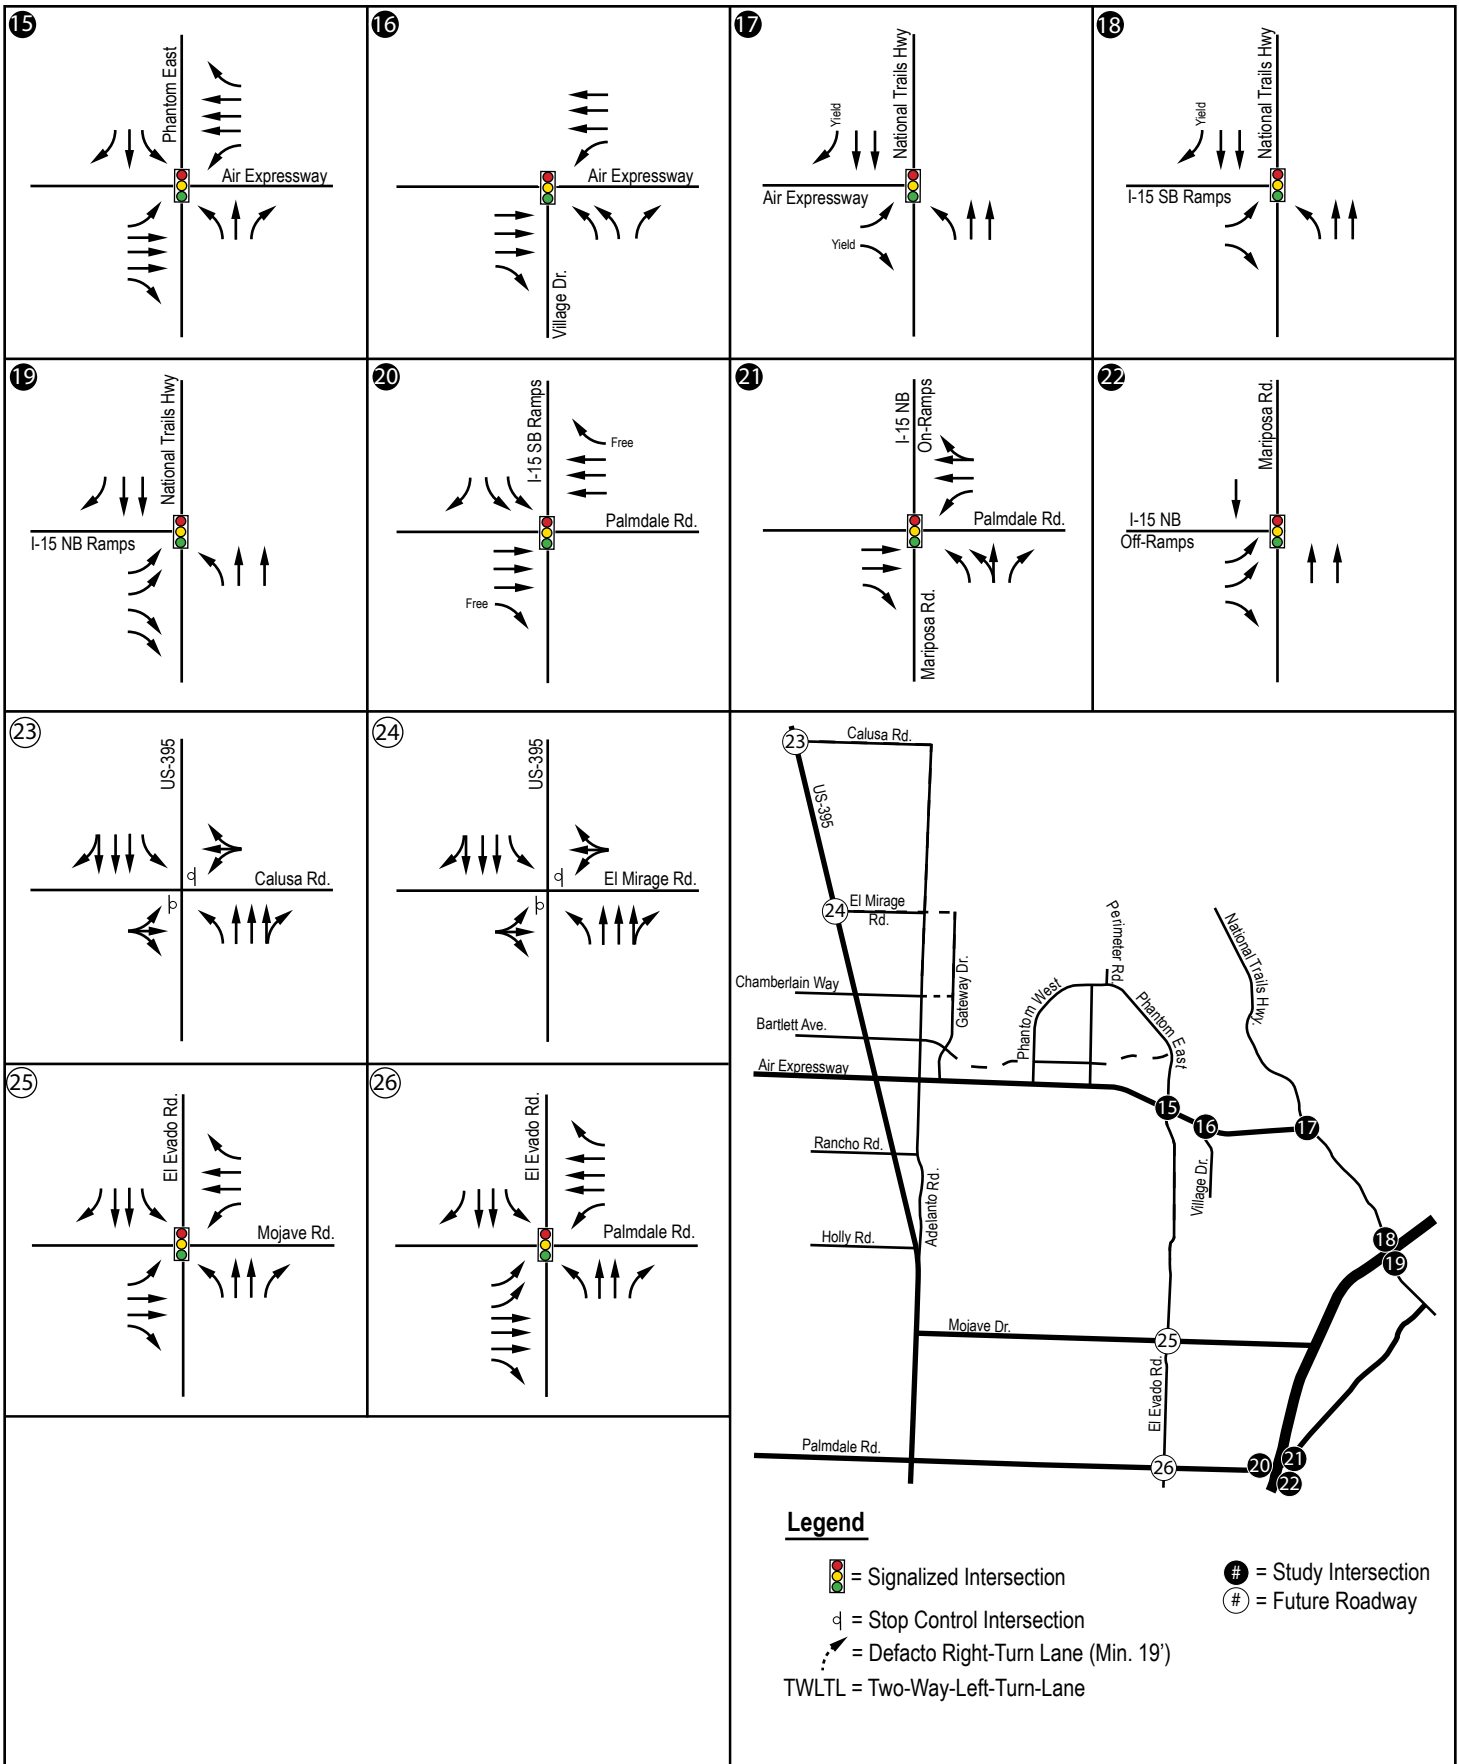 15
Phantom East
Air Expressway
16
Air Expressway
Village Dr.
17
National Trails Hwy
Yield
Air Expressway
Yield
18
National Trails Hwy
Yield
I-15 SB Ramps
19
National Trails Hwy
I-15 NB Ramps
20
I-15 SB Ramps
Free
Palmdale Rd.
Free
21
I-15 NB
On-Ramps
Palmdale Rd.
Mariposa Rd.
22
Mariposa Rd.
I-15 NB
Off-Ramps
23
US-395
Calusa Rd.
24
US-395
El Mirage Rd.
25
El Evado Rd.
Mojave Rd.
26
El Evado Rd.
Palmdale Rd.
23
Calusa Rd.
US-395
24
El Mirage
Rd.
Perimeter Rd.
National Trails Hwy.
Chamberlain Way
Gateway Dr.
Phantom West
Phantom East
Bartlett Ave.
Air Expressway
15
16
17
Rancho Rd.
Adelanto Rd.
Village Dr.
Holly Rd.
18
19
Mojave Dr.
25
El Evado Rd.
Palmdale Rd.
26
20
21
22
Legend
= Signalized Intersection
= Stop Control Intersection
= Defacto Right-Turn Lane (Min. 19')
TWLTL = Two-Way-Left-Turn-Lane
# = Study Intersection
# = Future Roadway